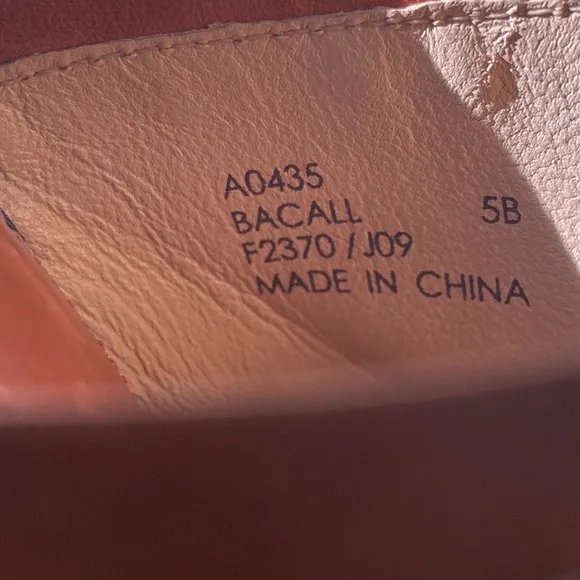 A0435
BACALL 5B
F2370 / J09
MADE IN CHINA